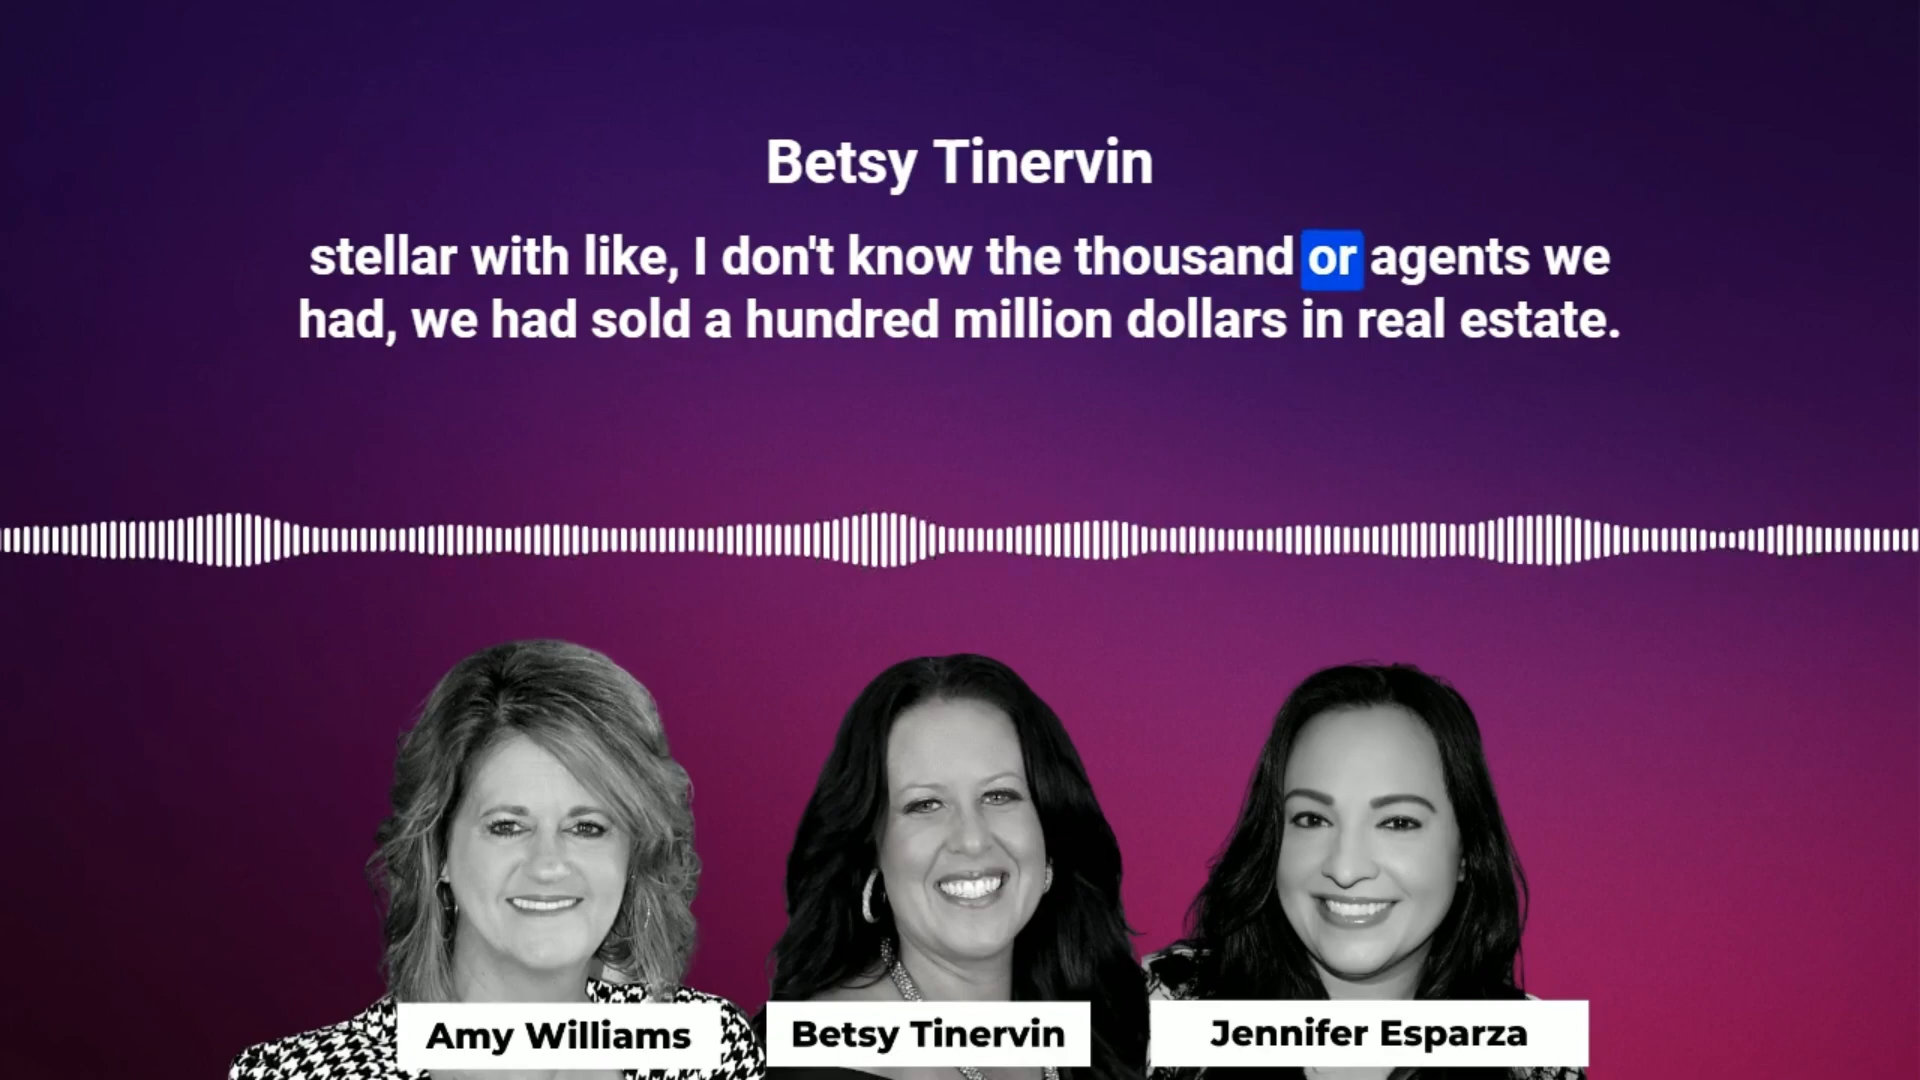 Betsy Tinervin
stellar with like, I don't know the thousand or agents we
had, we had sold a hundred million dollars in real estate.
Amy Williams
Betsy Tinervin
Jennifer Esparza